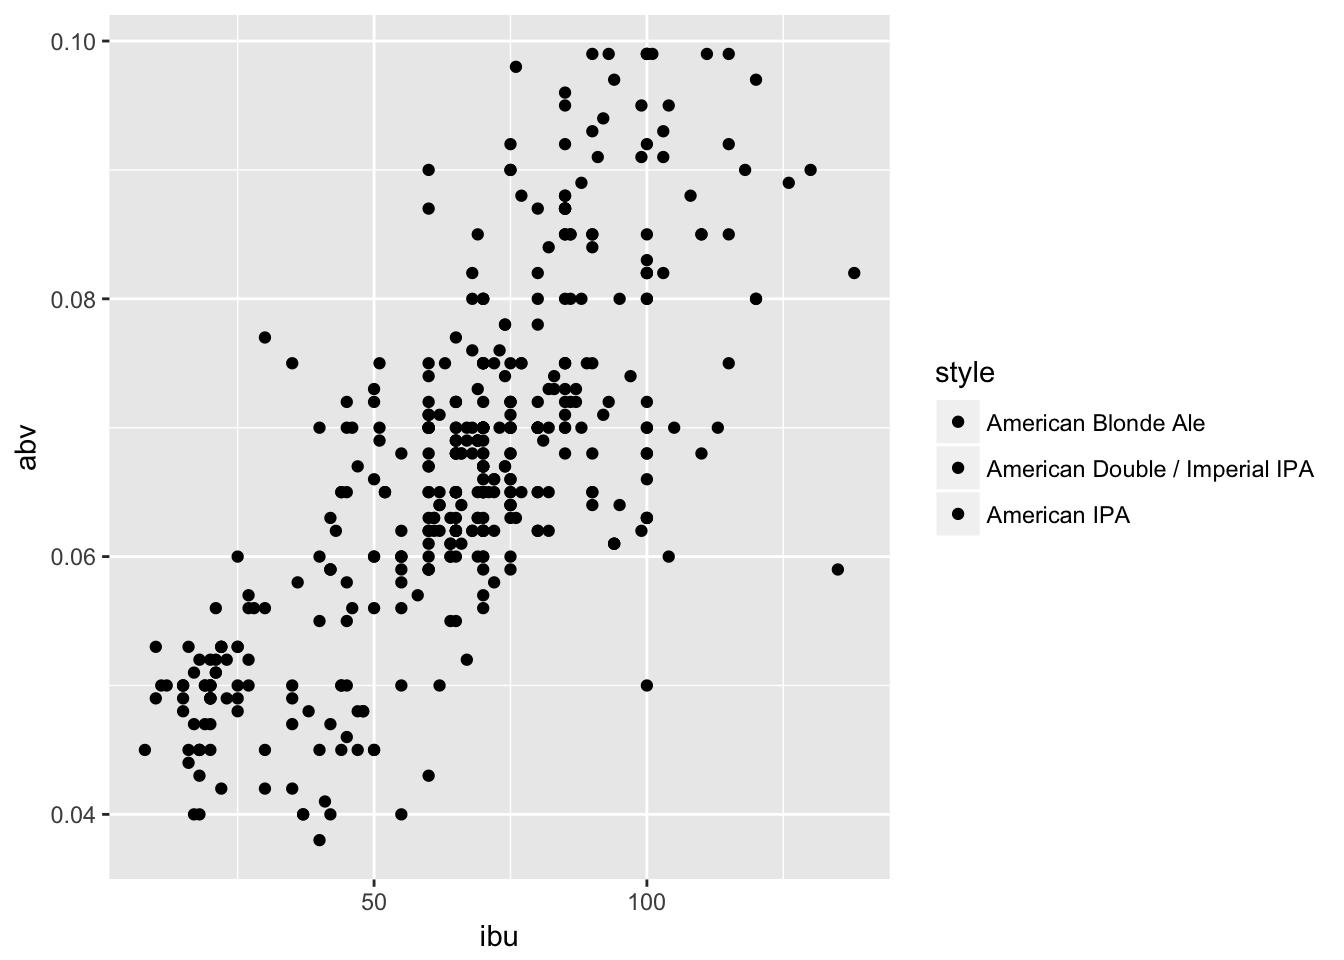 0.10
0.08
0.06
0.04
abv
50
100
ibu
style
American Blonde Ale
American Double / Imperial IPA
American IPA